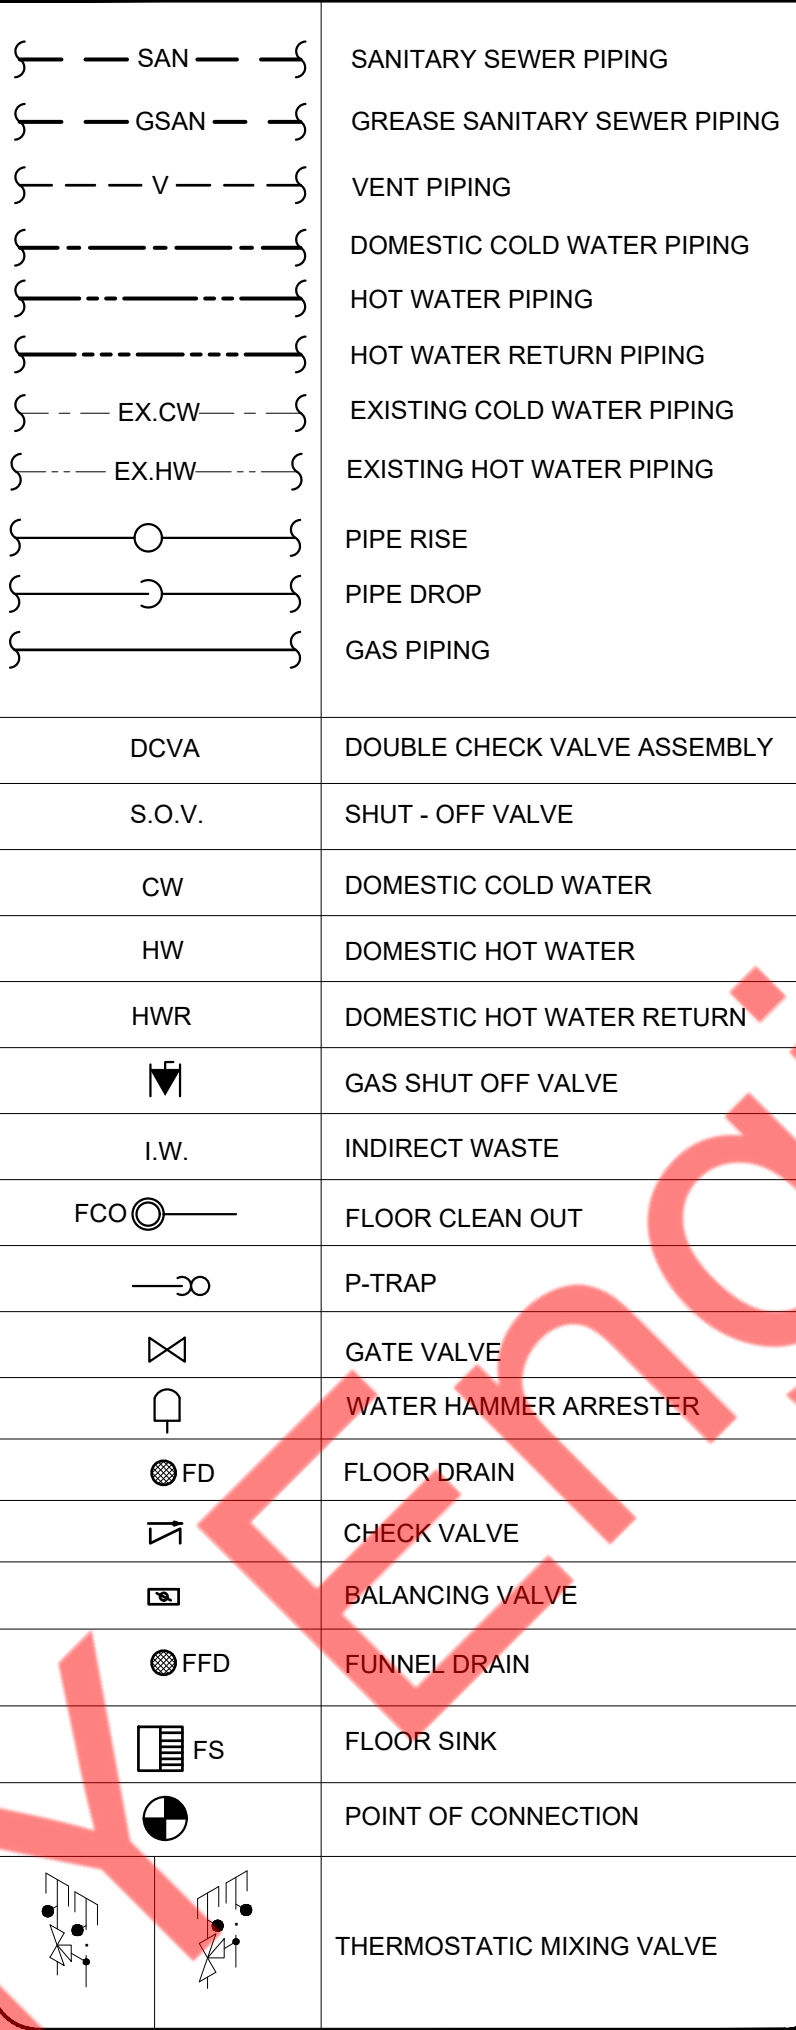 SAN SANITARY SEWER PIPING
GSAN GREASE SANITARY SEWER PIPING
V VENT PIPING
DOMESTIC COLD WATER PIPING
HOT WATER PIPING
HOT WATER RETURN PIPING
EX.CW EXISTING COLD WATER PIPING
EX.HW EXISTING HOT WATER PIPING
PIPE RISE
PIPE DROP
GAS PIPING
DCVA DOUBLE CHECK VALVE ASSEMBLY
S.O.V. SHUT - OFF VALVE
CW DOMESTIC COLD WATER
HW DOMESTIC HOT WATER
HWR DOMESTIC HOT WATER RETURN
GAS SHUT OFF VALVE
I.W. INDIRECT WASTE
FCO FLOOR CLEAN OUT
P-TRAP
GATE VALVE
WATER HAMMER ARRESTER
FD FLOOR DRAIN
CHECK VALVE
BALANCING VALVE
FFD FUNNEL DRAIN
FS FLOOR SINK
POINT OF CONNECTION
THERMOSTATIC MIXING VALVE